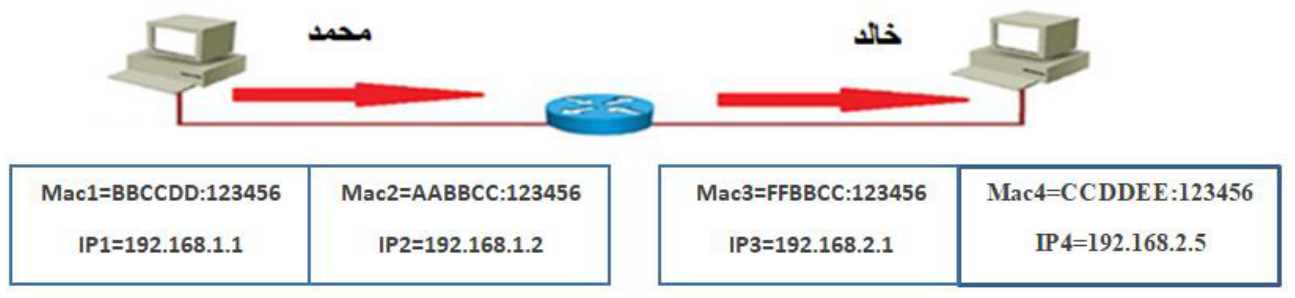 محمد
خالد
Mac1=BBCCDD:123456
IP1=192.168.1.1
Mac2=AABBCC:123456
IP2=192.168.1.2
Mac3=FFBBCC:123456
IP3=192.168.2.1
Mac4=CCDDEE:123456
IP4=192.168.2.5